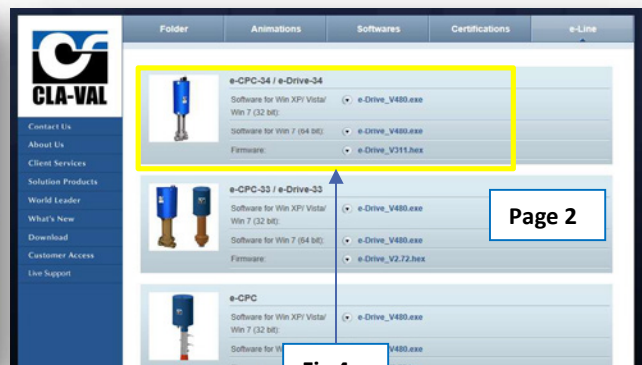 Folder Animations Softwares Certifications e-Line
CLA-VAL
Contact Us
About Us
Client Services
Solution Products
World Leader
What's New
Download
Customer Access
Live Support
e-CPC-34 / e-Drive-34
Software for Win XP/ Vista/ e-Drive_V480.exe
Win 7 (32 bit):
Software for Win 7 (64 bit): e-Drive_V480.exe
Firmware: e-Drive_V311.hex
e-CPC-33 / e-Drive-33
Software for Win XP/ Vista/ e-Drive_V480.exe
Win 7 (32 bit):
Software for Win 7 (64 bit): e-Drive_V480.exe
Firmware: e-Drive_V2.72.hex
Page 2
e-CPC
Software for Win XP/ Vista/ e-Drive_V480.exe
Win 7 (32 bit):
Software for V480.exe